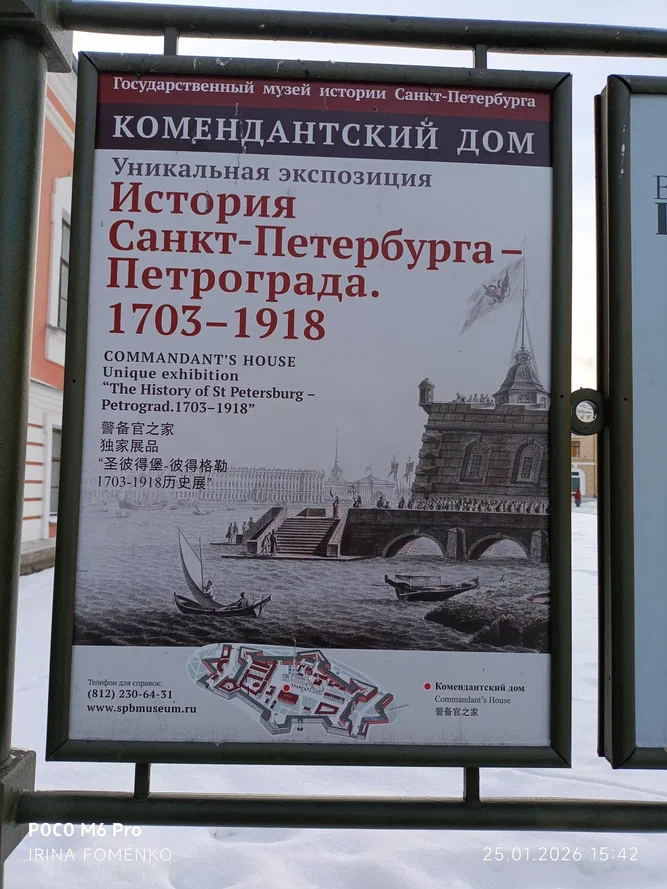 Государственный музей истории Санкт-Петербурга
КОМЕНДАНТСКИЙ ДОМ
Уникальная экспозиция
История
Санкт-Петербурга –
Петрограда.
1703–1918
COMMANDANT'S HOUSE
Unique exhibition
“The History of St Petersburg –
Petrograd.1703–1918”
警备官之家
独家展品
“圣彼得堡-彼得格勒
1703-1918历史展”
Телефон для справок:
(812) 230-64-31
www.spbmuseum.ru
Комендантский дом
Commandant's House
警备官之家
POCO M6 Pro
IRINA FOMENKO
25.01.2026 15:42